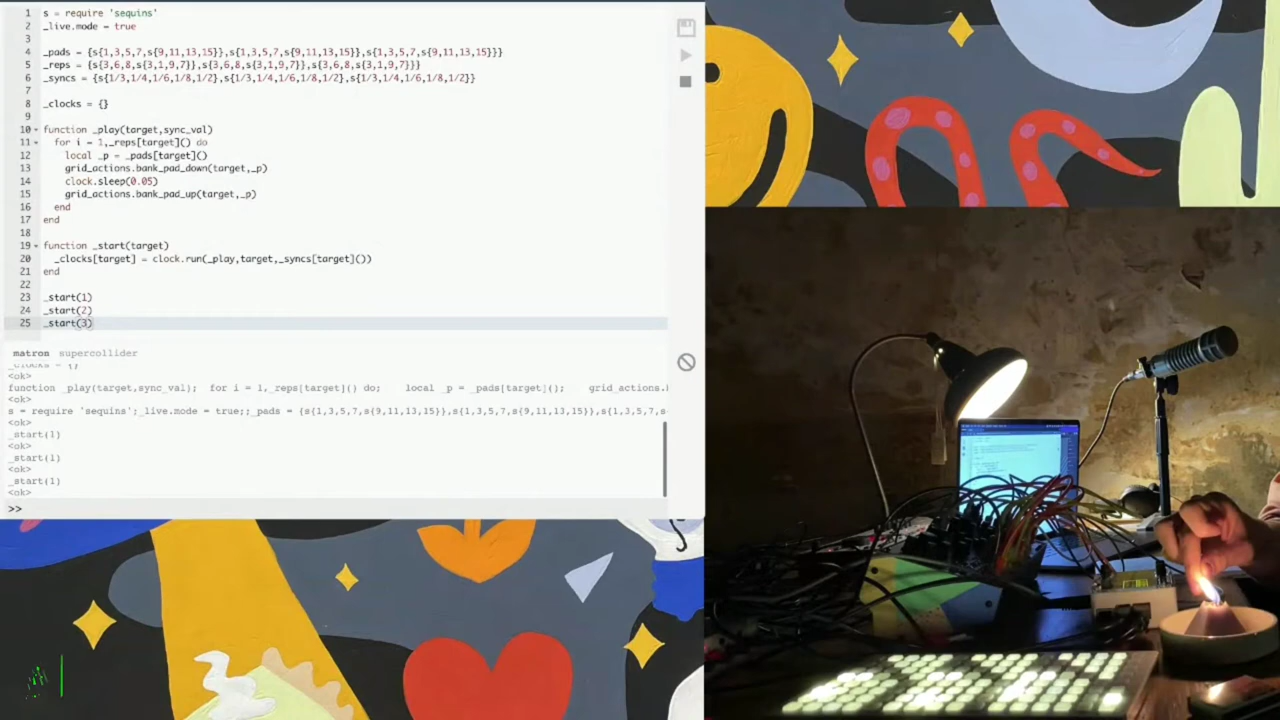 1 s = require 'sequins'
2 _live.mode = true
3
4 _pads = {s{1,3,5,7,s{9,11,13,15}},s{1,3,5,7,s{9,11,13,15}},s{1,3,5,7,s{9,11,13,15}}}
5 _reps = {s{3,6,8,s{3,1,9,7}},s{3,6,8,s{3,1,9,7}},s{3,6,8,s{3,1,9,7}}}
6 _syncs = {s{1/3,1/4,1/6,1/8,1/2},s{1/3,1/4,1/6,1/8,1/2},s{1/3,1/4,1/6,1/8,1/2}}
7
8 _clocks = {}
9
10 function _play(target,sync_val)
11 for i = 1,_reps[target]() do
12 local _p = _pads[target]()
13 grid_actions.bank_pad_down(target,_p)
14 clock.sleep(0.05)
15 grid_actions.bank_pad_up(target,_p)
16 end
17 end
18
19 function _start(target)
20 _clocks[target] = clock.run(_play,target,_syncs[target]())
21 end
22
23 _start(1)
24 _start(2)
25 _start(3)
matron supercollider
_clocks = {}
<ok>
function _play(target,sync_val); for i = 1,_reps[target]() do; local _p = _pads[target](); grid_actions.
<ok>
s = require 'sequins';_live.mode = true;;_pads = {s{1,3,5,7,s{9,11,13,15}},s{1,3,5,7,s{9,11,13,15}},s{1,3,5,7,s
<ok>
_start(1)
<ok>
_start(1)
<ok>
_start(1)
<ok>
>>